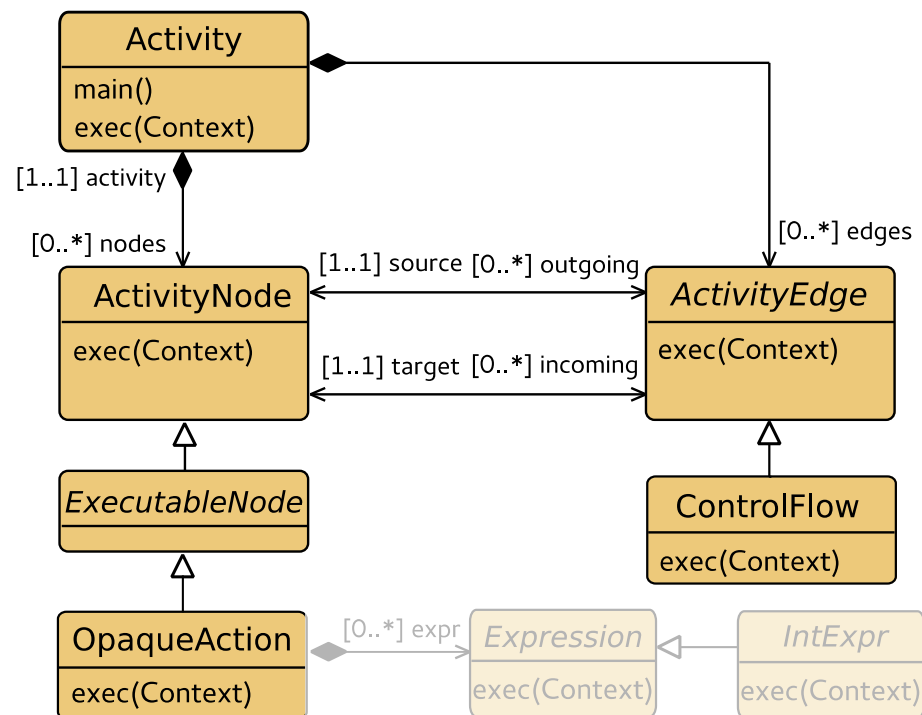 Activity
main()
exec(Context)
[1..1] activity
[0..*] nodes
[0..*] edges
ActivityNode
exec(Context)
[1..1] source [0..*] outgoing
[1..1] target [0..*] incoming
ActivityEdge
exec(Context)
ExecutableNode
ControlFlow
exec(Context)
OpaqueAction
exec(Context)
[0..*] expr
Expression
exec(Context)
IntExpr
exec(Context)